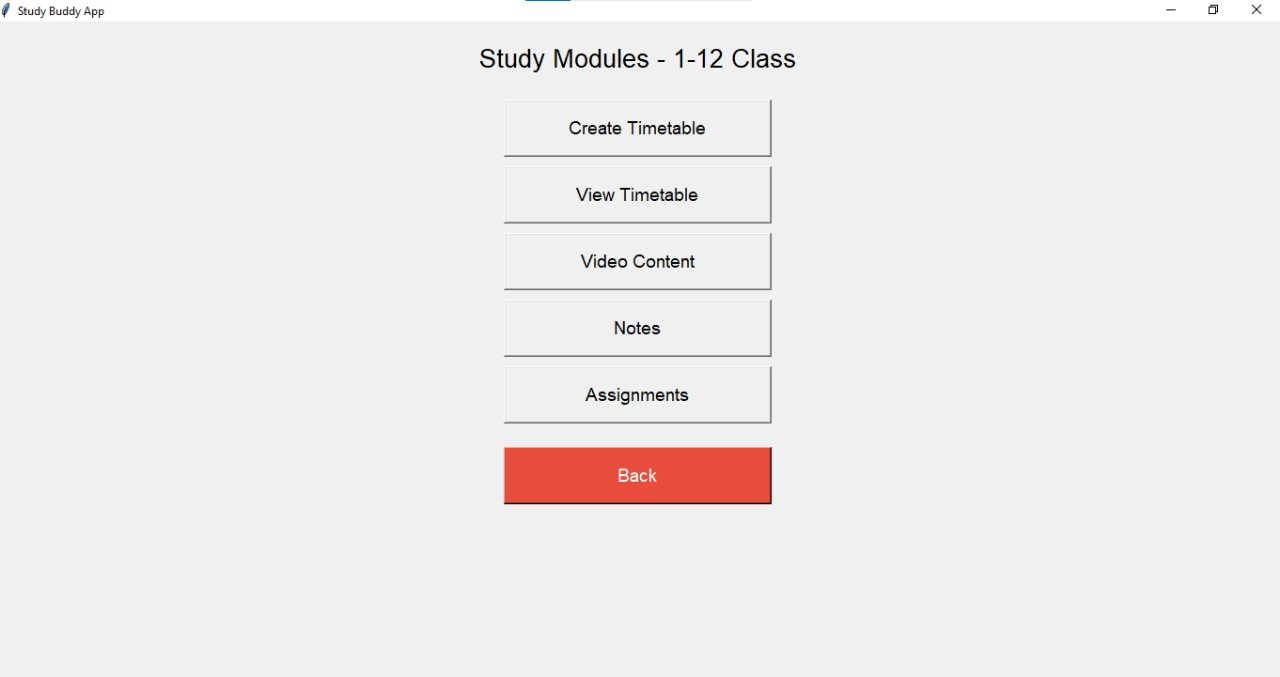 Study Buddy App
Study Modules - 1-12 Class
Create Timetable
View Timetable
Video Content
Notes
Assignments
Back